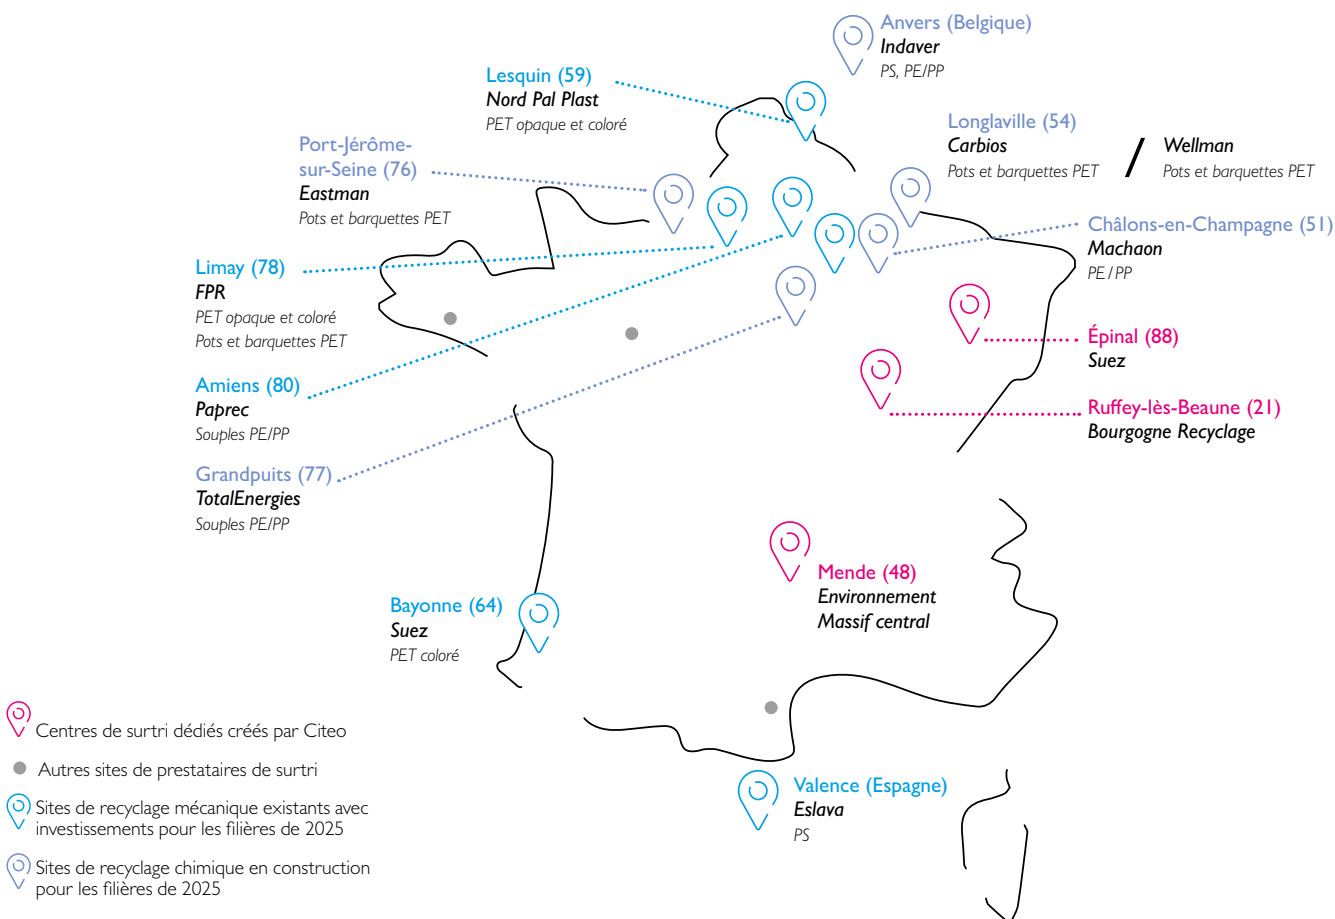 Anvers (Belgique)
Indaver
PS, PE/PP
Lesquin (59)
Nord Pal Plast
PET opaque et coloré
Longlaville (54)
Carbios
Pots et barquettes PET
/
Wellman
Pots et barquettes PET
Port-Jérôme-
sur-Seine (76)
Eastman
Pots et barquettes PET
Châlons-en-Champagne (51)
Machaon
PE / PP
Limay (78)
FPR
PET opaque et coloré
Pots et barquettes PET
Épinal (88)
Suez
Amiens (80)
Paprec
Souples PE/PP
Ruffey-lès-Beaune (21)
Bourgogne Recyclage
Grandpuits (77)
TotalEnergies
Souples PE/PP
Mende (48)
Environnement
Massif central
Bayonne (64)
Suez
PET coloré
Valence (Espagne)
Eslava
PS
Centres de surtri dédiés créés par Citeo
Autres sites de prestataires de surtri
Sites de recyclage mécanique existants avec
investissements pour les filières de 2025
Sites de recyclage chimique en construction
pour les filières de 2025